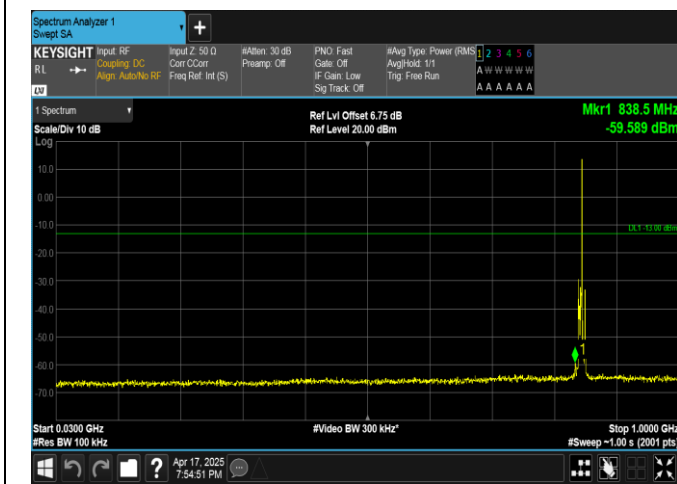 Spectrum Analyzer 1
Swept SA
+
KEYSIGHT Input: RF Input Z: 50 Ω #Atten: 30 dB PNO: Fast #Avg Type: Power (RMS 1 2 3 4 5 6
RL Coupling: DC Corr CCorr Preamp: Off Gate: Off Avg|Hold: 1/1 A W W W W W
Align: Auto/No RF Freq Ref: Int (S) IF Gain: Low Trig: Free Run
LXI Sig Track: Off A A A A A A
1 Spectrum Ref Lvl Offset 6.75 dB Mkr1 838.5 MHz
Scale/Div 10 dB Ref Level 20.00 dBm -59.589 dBm
Log
10.0
0.00
-10.0
DL1 -13.00 dBm
-20.0
-30.0
-40.0
-50.0
1
-60.0
-70.0
Start 0.0300 GHz #Video BW 300 kHz* Stop 1.0000 GHz
#Res BW 100 kHz #Sweep ~1.00 s (2001 pts)
? Apr 17, 2025
7:54:51 PM